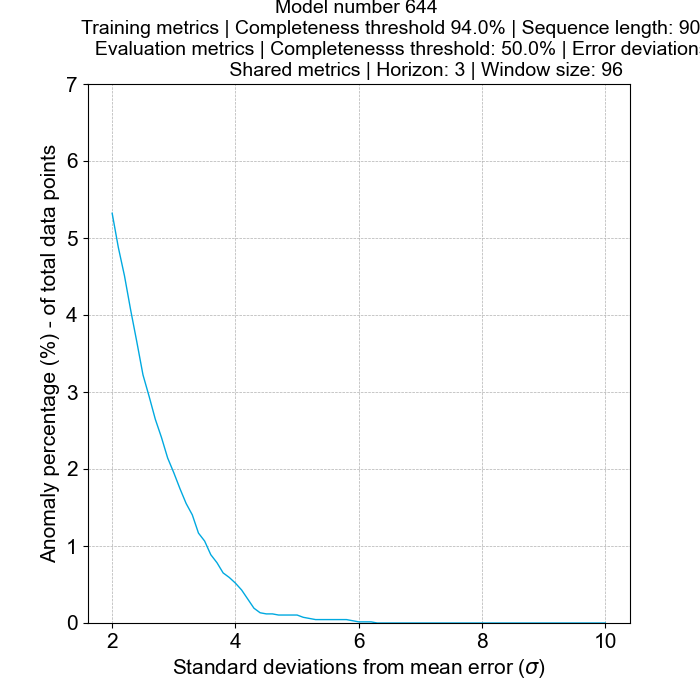 Model number 644
Training metrics | Completeness threshold 94.0% | Sequence length: 90
Evaluation metrics | Completenesss threshold: 50.0% | Error deviations
Shared metrics | Horizon: 3 | Window size: 96
7
6
5
4
3
2
1
0
Anomaly percentage (%) - of total data points
2 4 6 8 10
Standard deviations from mean error (σ)